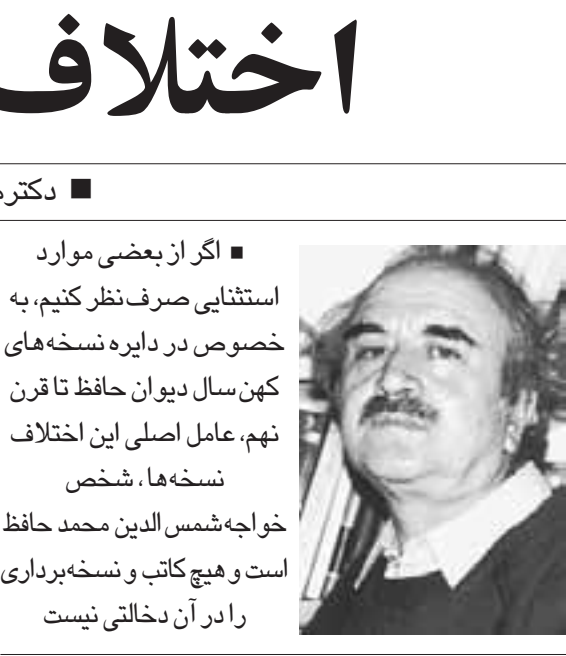 اختلاف
■ دکتر
■ اگر از بعضی موارد
استثنایی صرف‌نظر کنیم، به
خصوص در دایره نسخه‌های
کهن‌سال دیوان حافظ تا قرن
نهم، عامل اصلی این اختلاف
نسخه‌ها، شخص
خواجه‌شمس‌الدین محمد حافظ
است و هیچ کاتب و نسخه‌برداری
را در آن دخالتی نیست